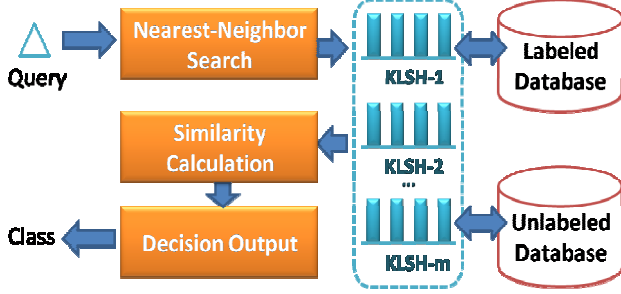 Query
Nearest-Neighbor
Search
KLSH-1
Labeled
Database
Similarity
Calculation
KLSH-2
...
Class
Decision Output
KLSH-m
Unlabeled
Database